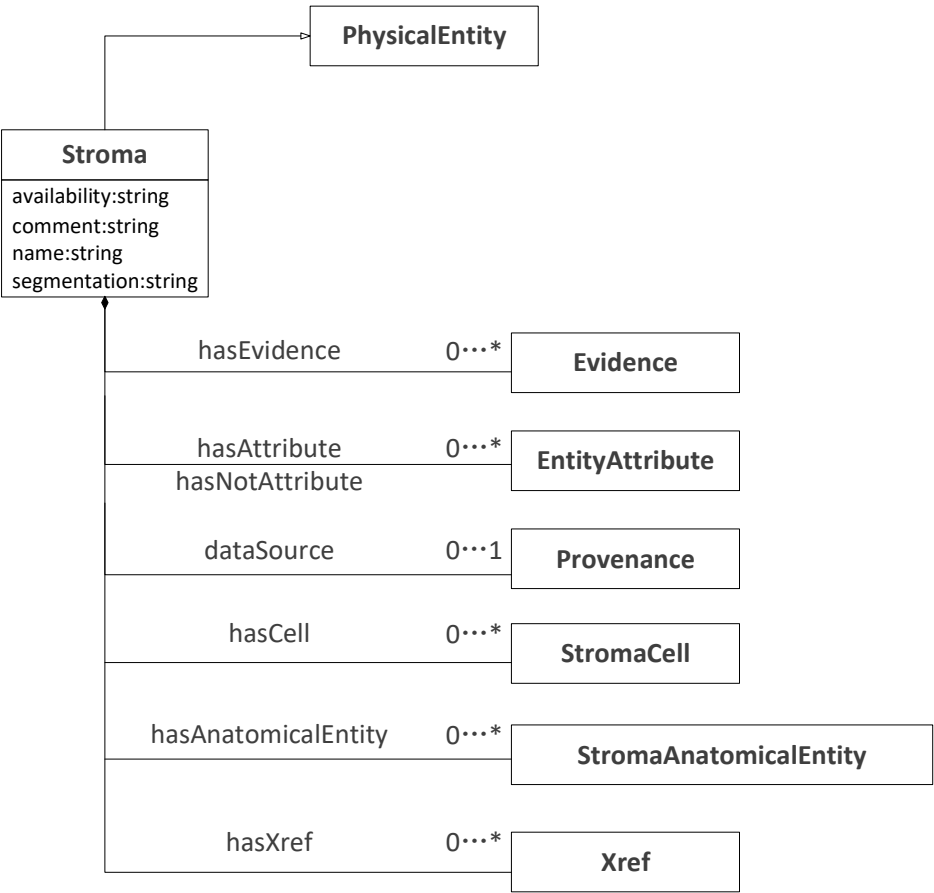 PhysicalEntity
Stroma
availability:string
comment:string
name:string
segmentation:string
hasEvidence 0···*
Evidence
hasAttribute 0···*
EntityAttribute
hasNotAttribute
dataSource 0···1
Provenance
hasCell 0···*
StromaCell
hasAnatomicalEntity 0···*
StromaAnatomicalEntity
hasXref 0···*
Xref